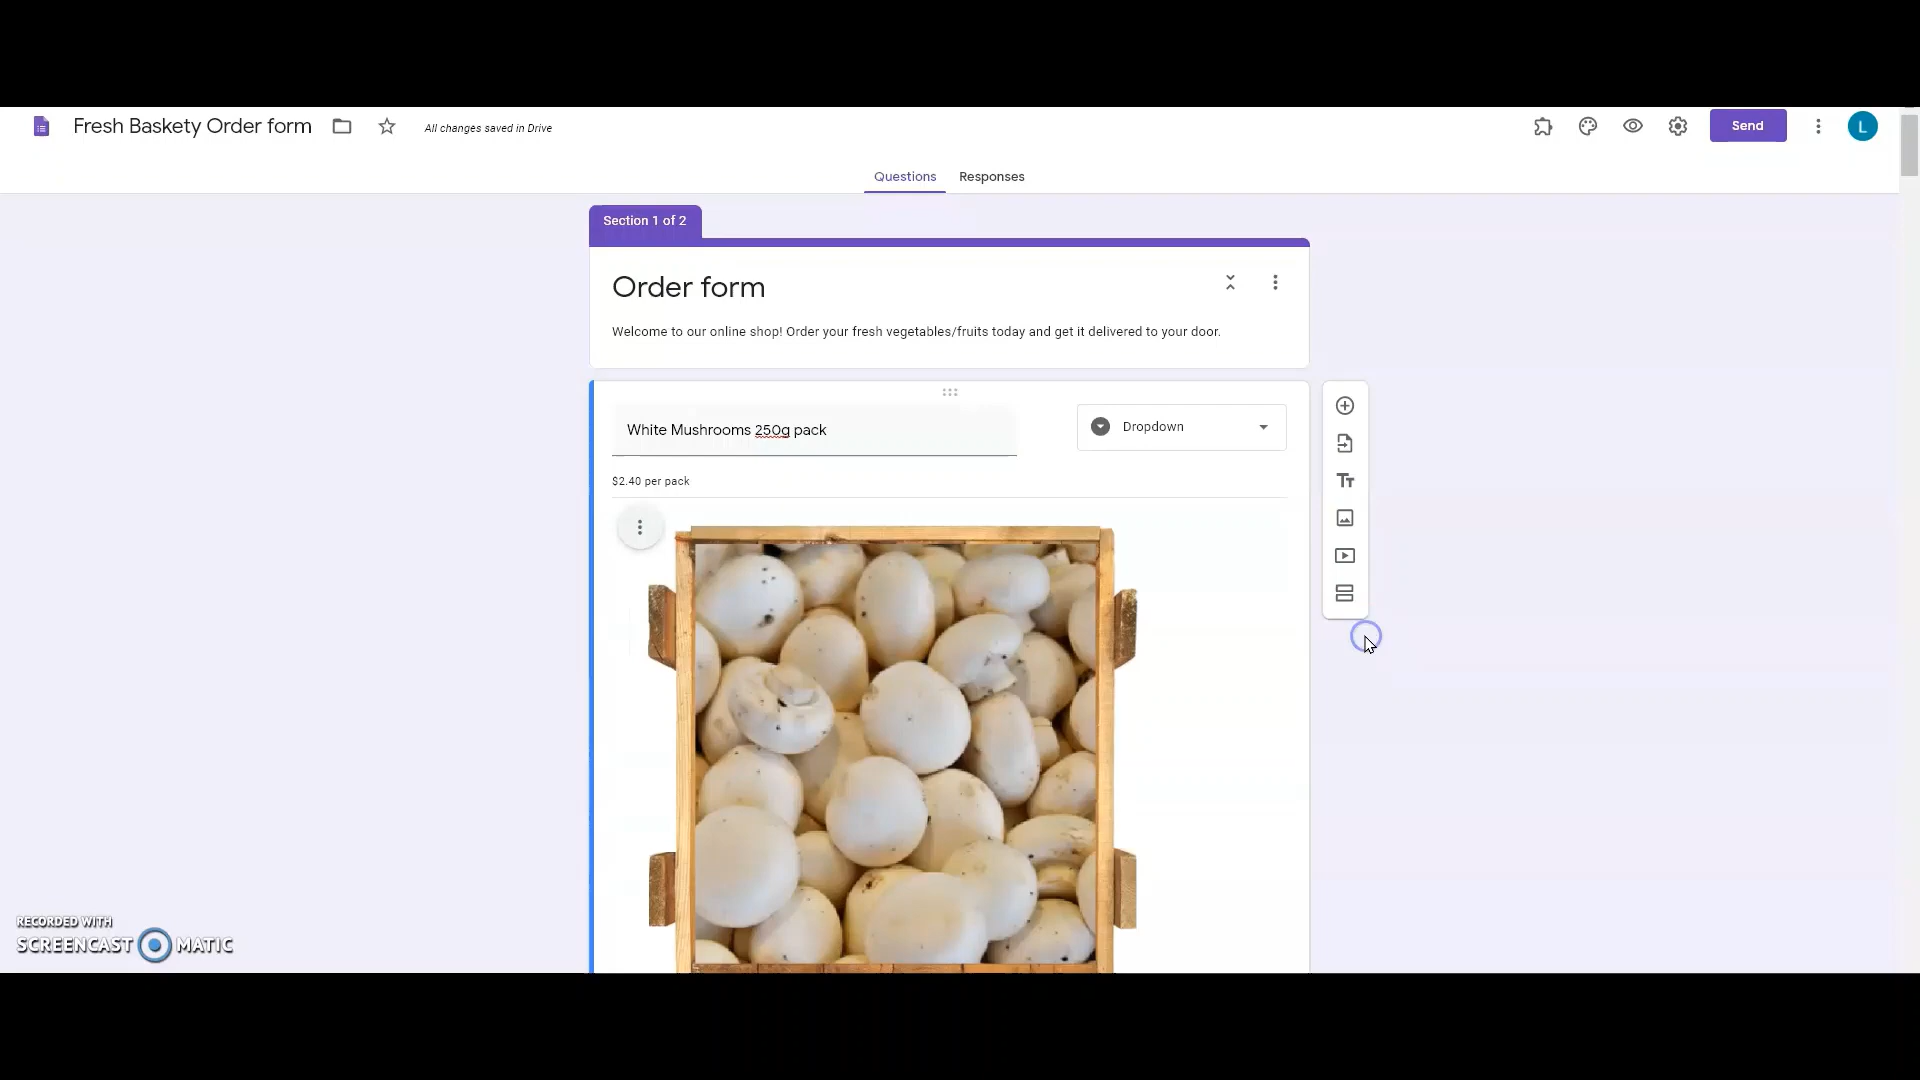 Fresh Baskety Order form
All changes saved in Drive
Send
L
Questions
Responses
Section 1 of 2
Order form
Welcome to our online shop! Order your fresh vegetables/fruits today and get it delivered to your door.
White Mushrooms 250g pack
Dropdown
$2.40 per pack
Tт
RECORDED WITH
SCREENCAST MATIC